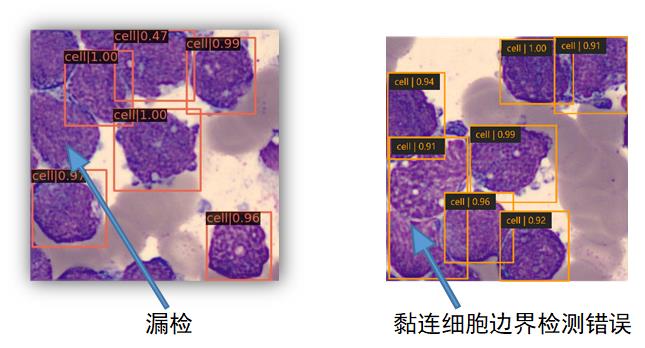 cell|0.47
cell|0.99
cell|1.00
cell|1.00
cell|0.97
cell|0.96
漏检
cell | 1.00
cell | 0.91
cell | 0.94
cell | 0.99
cell | 0.91
cell | 0.96
cell | 0.92
黏连细胞边界检测错误